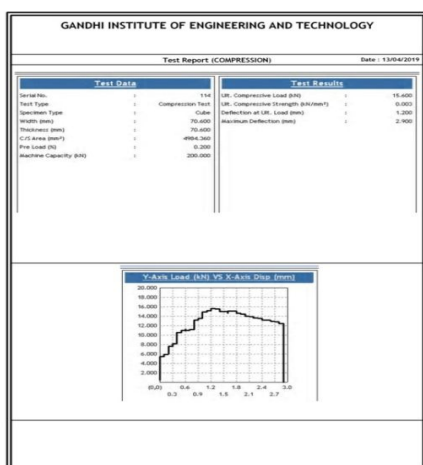 GANDHI INSTITUTE OF ENGINEERING AND TECHNOLOGY
Test Report (COMPRESSION)
Date : 13/04/2019
Test Data
Serial No. : 114
Test Type : Compression Test
Specimen Type : Cube
Width (mm) : 70.600
Thickness (mm) : 70.600
C/S Area (mm²) : 4984.360
Pre Load (N) : 0.200
Machine Capacity (kN) : 200.000
Test Results
Ult. Compressive Load (kN) : 15.600
Ult. Compressive Strength (kN/mm²) : 0.003
Deflection at Ult. Load (mm) : 1.200
Maximum Deflection (mm) : 2.900
Y-Axis Load (kN) VS X-Axis Disp (mm)
20.000
18.000
16.000
14.000
12.000
10.000
8.000
6.000
4.000
2.000
(0,0) 0.6 1.2 1.8 2.4 3.0
0.3 0.9 1.5 2.1 2.7